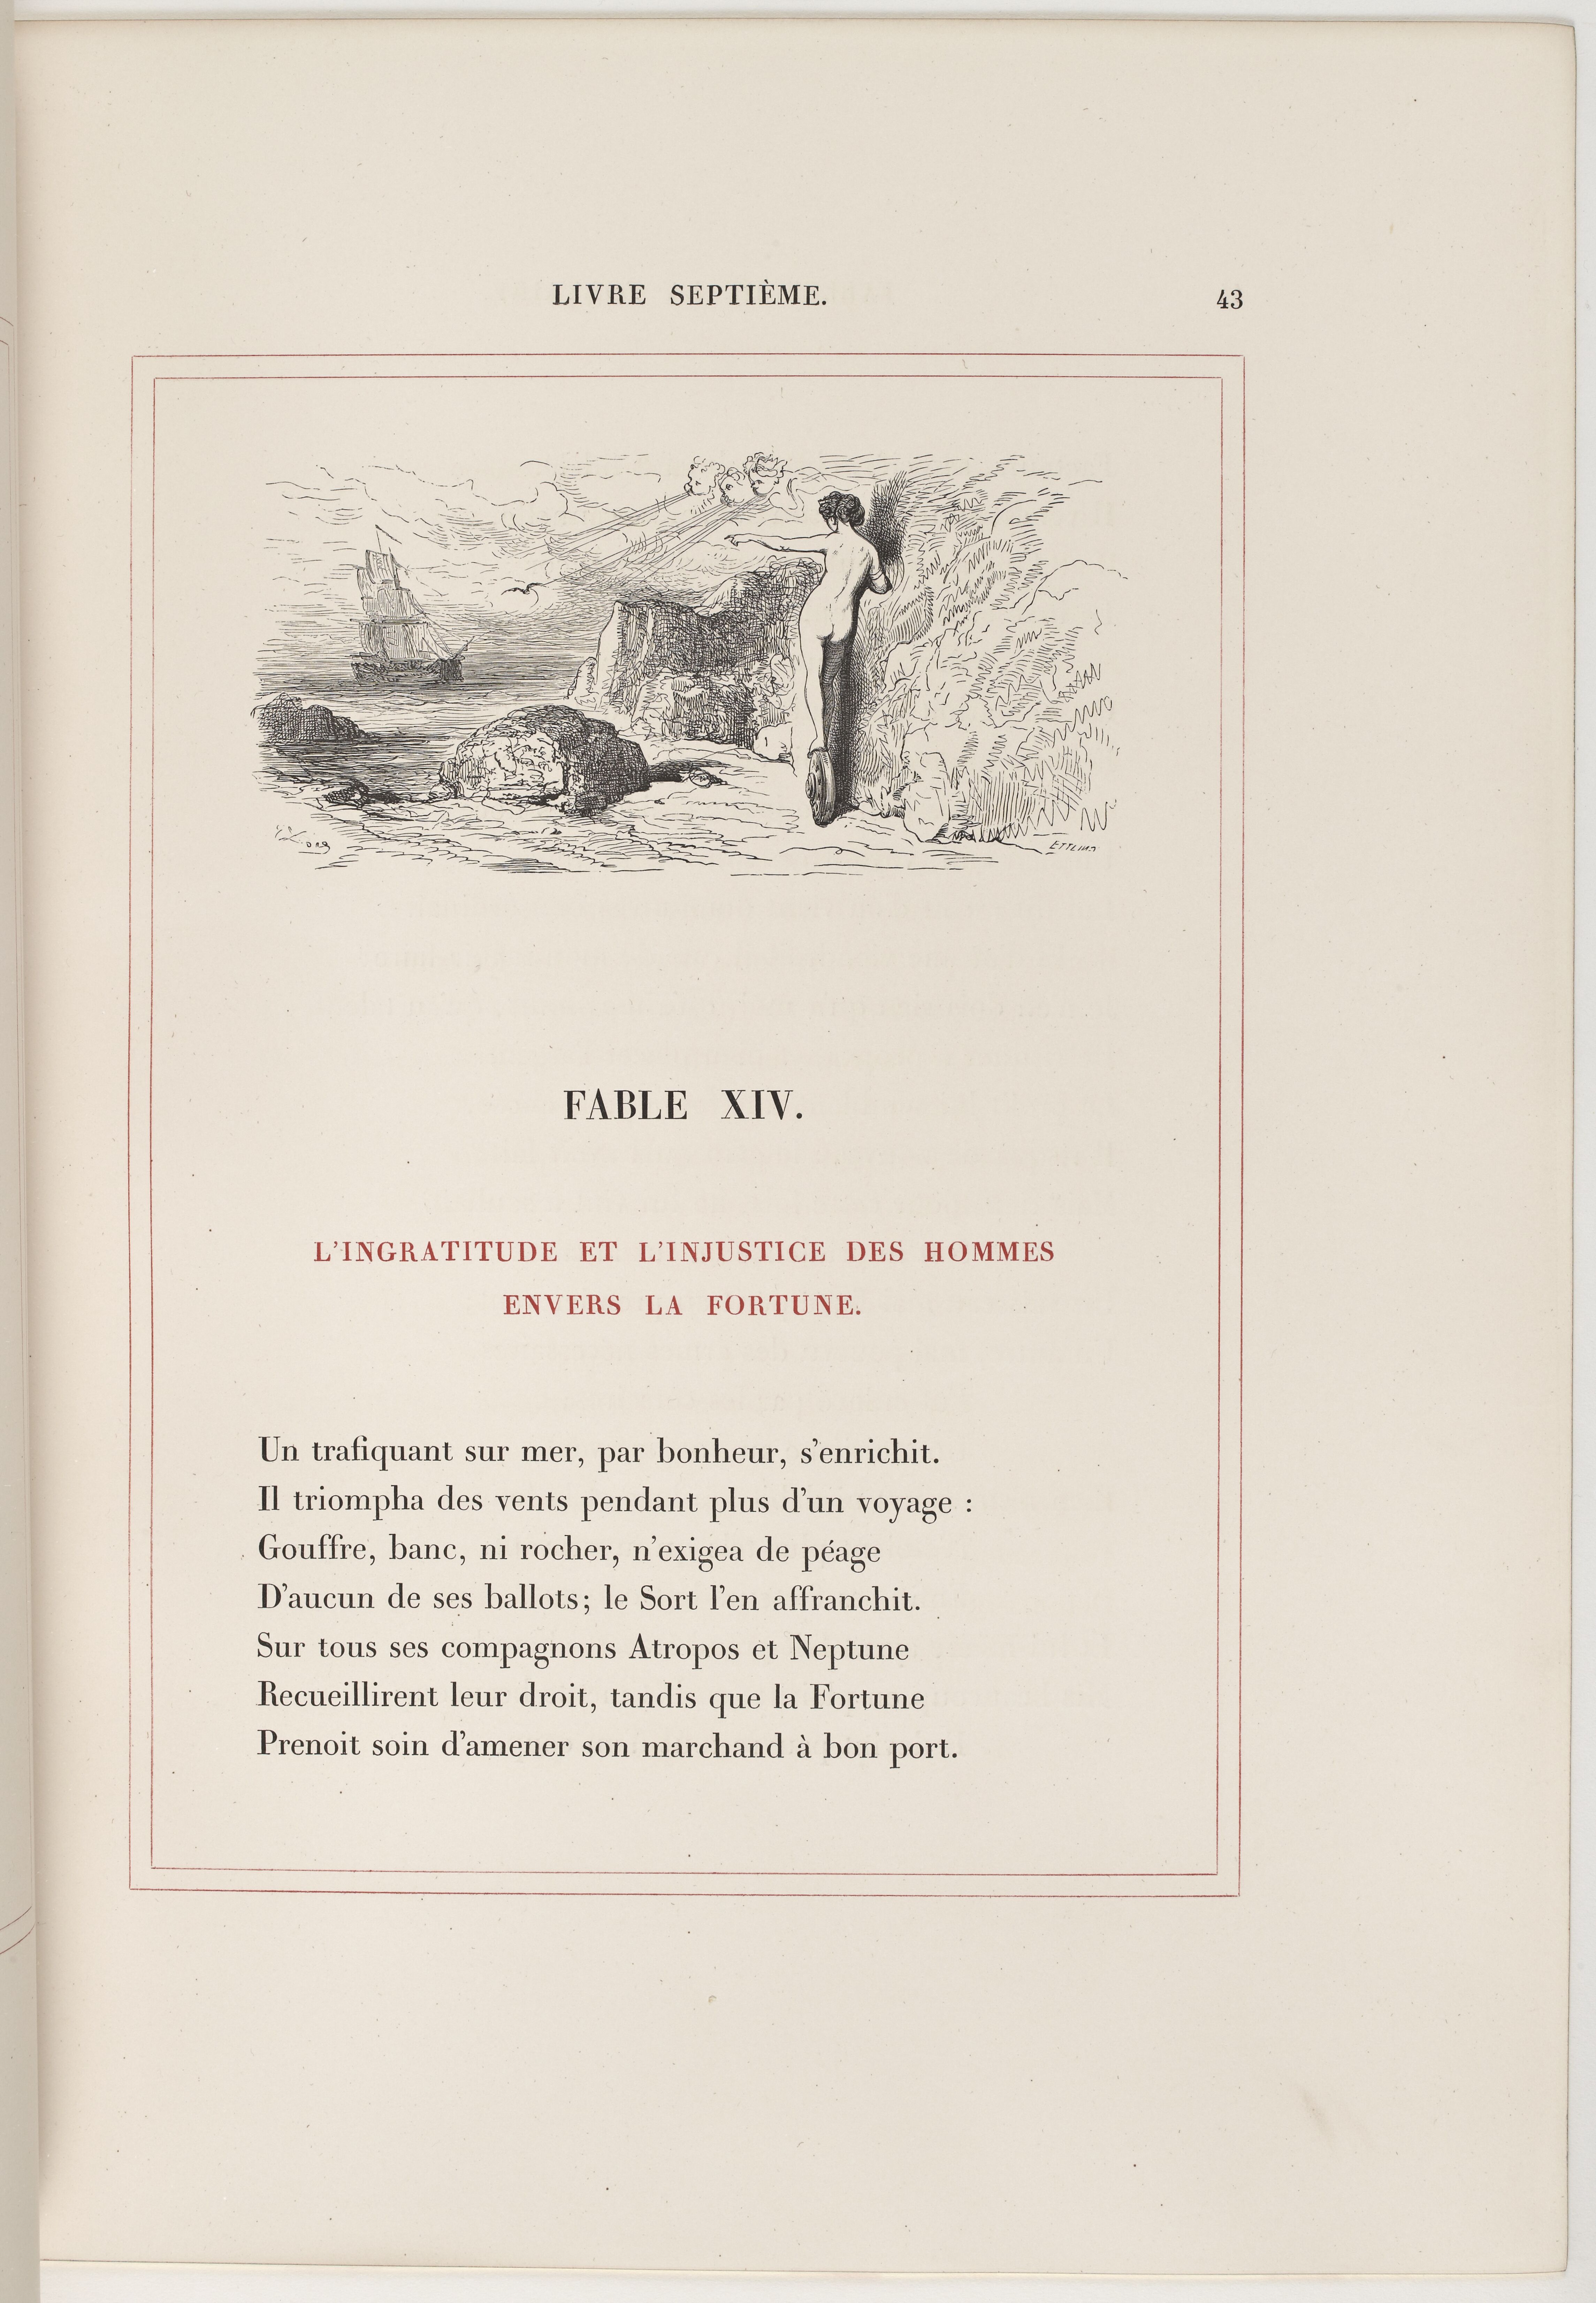 LIVRE SEPTIÈME. 43
G Dore
ETTLING
FABLE XIV.
L'INGRATITUDE ET L'INJUSTICE DES HOMMES
ENVERS LA FORTUNE.
Un trafiquant sur mer, par bonheur, s'enrichit.
Il triompha des vents pendant plus d'un voyage :
Gouffre, banc, ni rocher, n'exigea de péage
D'aucun de ses ballots; le Sort l'en affranchit.
Sur tous ses compagnons Atropos et Neptune
Recueillirent leur droit, tandis que la Fortune
Prenoit soin d'amener son marchand à bon port.